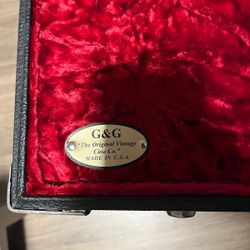 G&G
"The Original Vintage
Case Co."
MADE IN U.S.A.